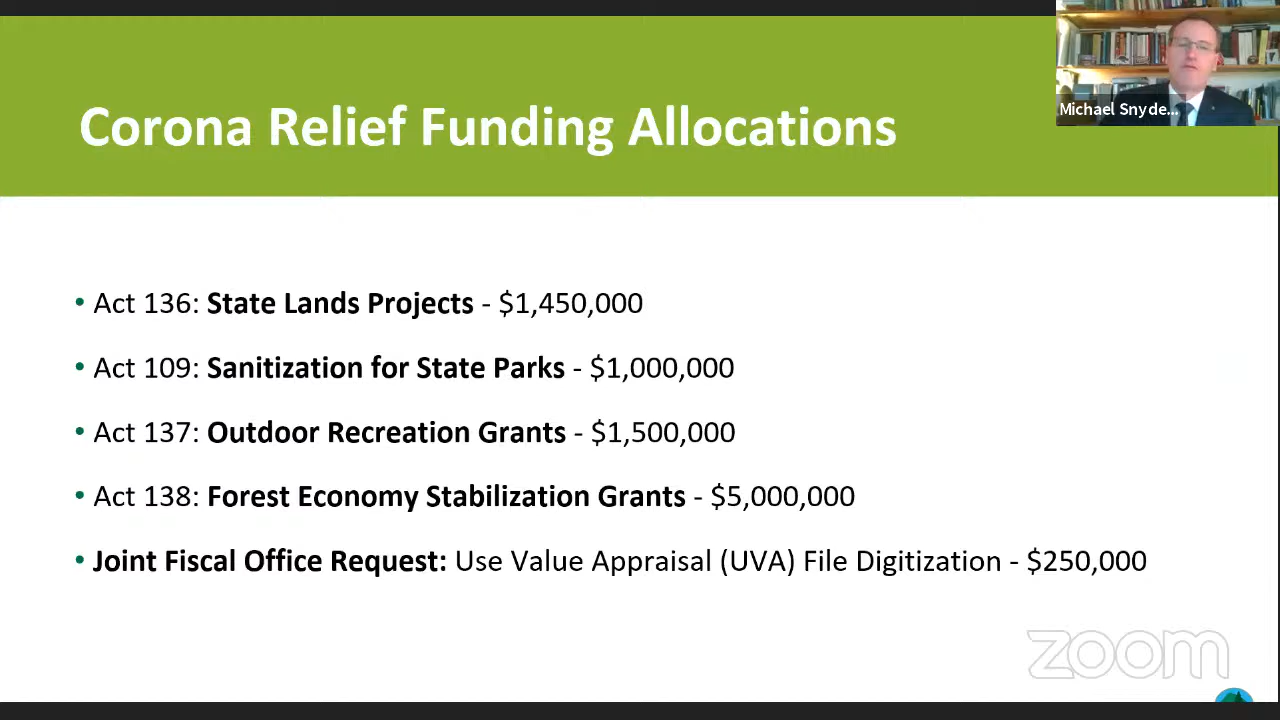 Michael Snyde...
Corona Relief Funding Allocations
• Act 136: State Lands Projects - $1,450,000
• Act 109: Sanitization for State Parks - $1,000,000
• Act 137: Outdoor Recreation Grants - $1,500,000
• Act 138: Forest Economy Stabilization Grants - $5,000,000
• Joint Fiscal Office Request: Use Value Appraisal (UVA) File Digitization - $250,000
zoom